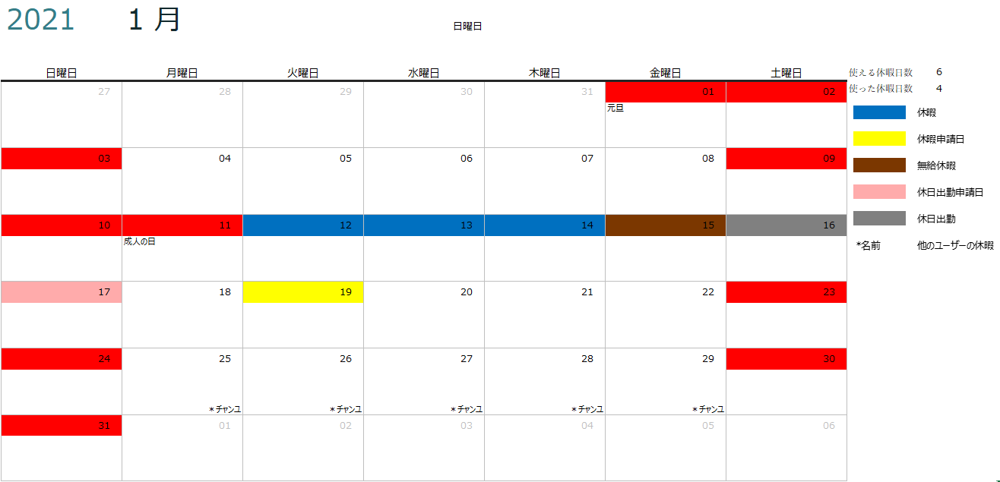 2021 1 月
日曜日
日曜日 月曜日 火曜日 水曜日 木曜日 金曜日 土曜日
使える休暇日数 6
使った休暇日数 4
27 28 29 30 31 01 02
元旦
休暇
休暇申請日
03 04 05 06 07 08 09
無給休暇
休日出勤申請日
10 11 12 13 14 15 16
成人の日
休日出勤
*名前 他のユーザーの休暇
17 18 19 20 21 22 23
24 25 26 27 28 29 30
*チャンユ *チャンユ *チャンユ *チャンユ *チャンユ
31 01 02 03 04 05 06